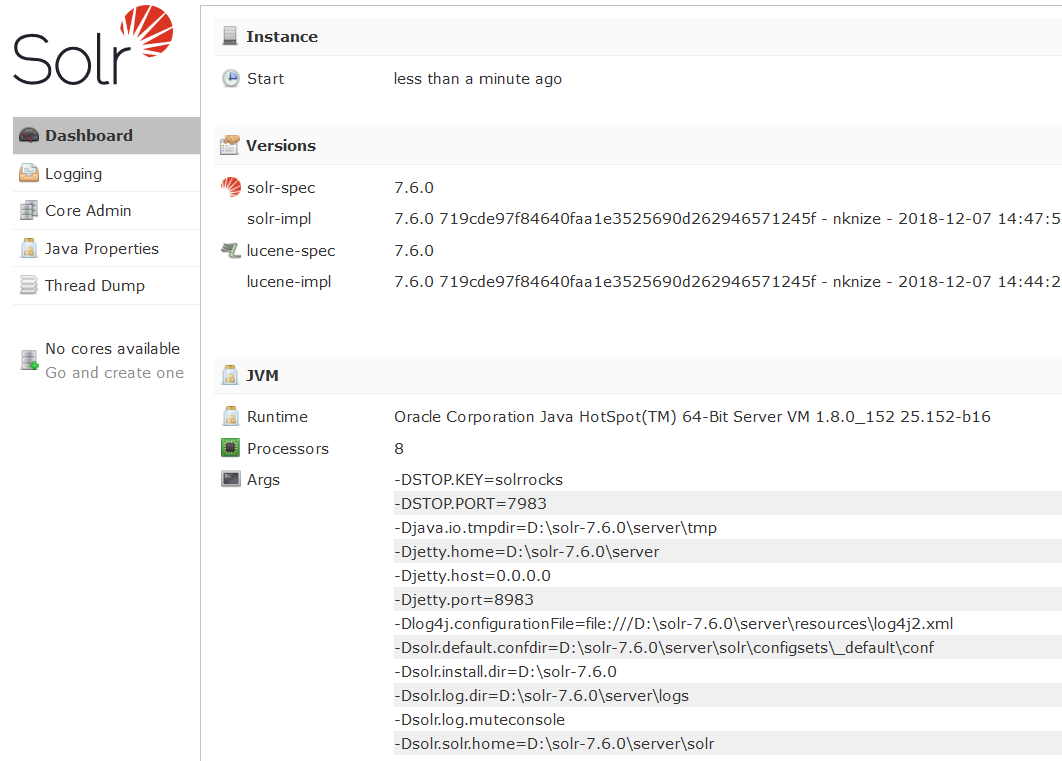 Solr
Dashboard
Logging
Core Admin
Java Properties
Thread Dump
No cores available
Go and create one
Instance
Start less than a minute ago
Versions
solr-spec 7.6.0
solr-impl 7.6.0 719cde97f84640faa1e3525690d262946571245f - nknize - 2018-12-07 14:47:5
lucene-spec 7.6.0
lucene-impl 7.6.0 719cde97f84640faa1e3525690d262946571245f - nknize - 2018-12-07 14:44:2
JVM
Runtime Oracle Corporation Java HotSpot(TM) 64-Bit Server VM 1.8.0_152 25.152-b16
Processors 8
Args -DSTOP.KEY=solrrocks
-DSTOP.PORT=7983
-Djava.io.tmpdir=D:\solr-7.6.0\server\tmp
-Djetty.home=D:\solr-7.6.0\server
-Djetty.host=0.0.0.0
-Djetty.port=8983
-Dlog4j.configurationFile=file:///D:\solr-7.6.0\server\resources\log4j2.xml
-Dsolr.default.confdir=D:\solr-7.6.0\server\solr\configsets\_default\conf
-Dsolr.install.dir=D:\solr-7.6.0
-Dsolr.log.dir=D:\solr-7.6.0\server\logs
-Dsolr.log.muteconsole
-Dsolr.solr.home=D:\solr-7.6.0\server\solr